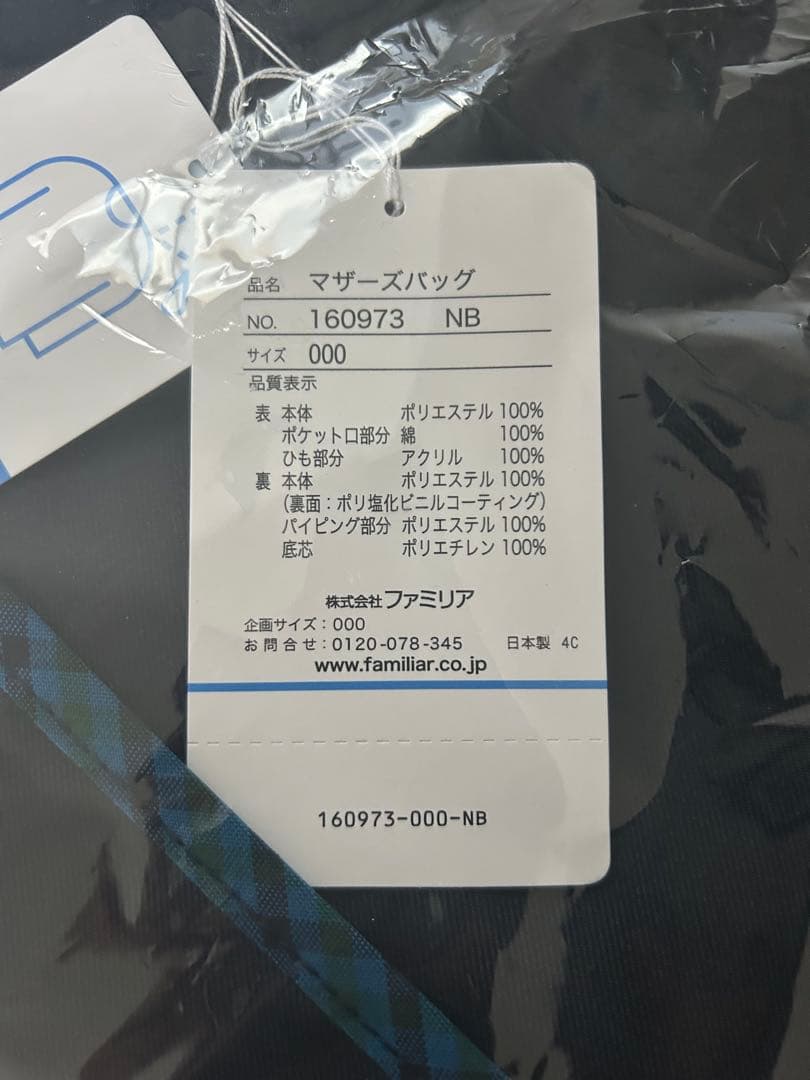 品名 マザーズバッグ
NO. 160973 NB
サイズ 000
品質表示
表 本体 ポリエステル 100%
ポケット口部分 綿 100%
ひも部分 アクリル 100%
裏 本体 ポリエステル 100%
(裏面：ポリ塩化ビニルコーティング)
パイピング部分 ポリエステル 100%
底芯 ポリエチレン 100%
株式会社ファミリア
企画サイズ：000
お問合せ：0120-078-345 日本製 4C
www.familiar.co.jp
160973-000-NB